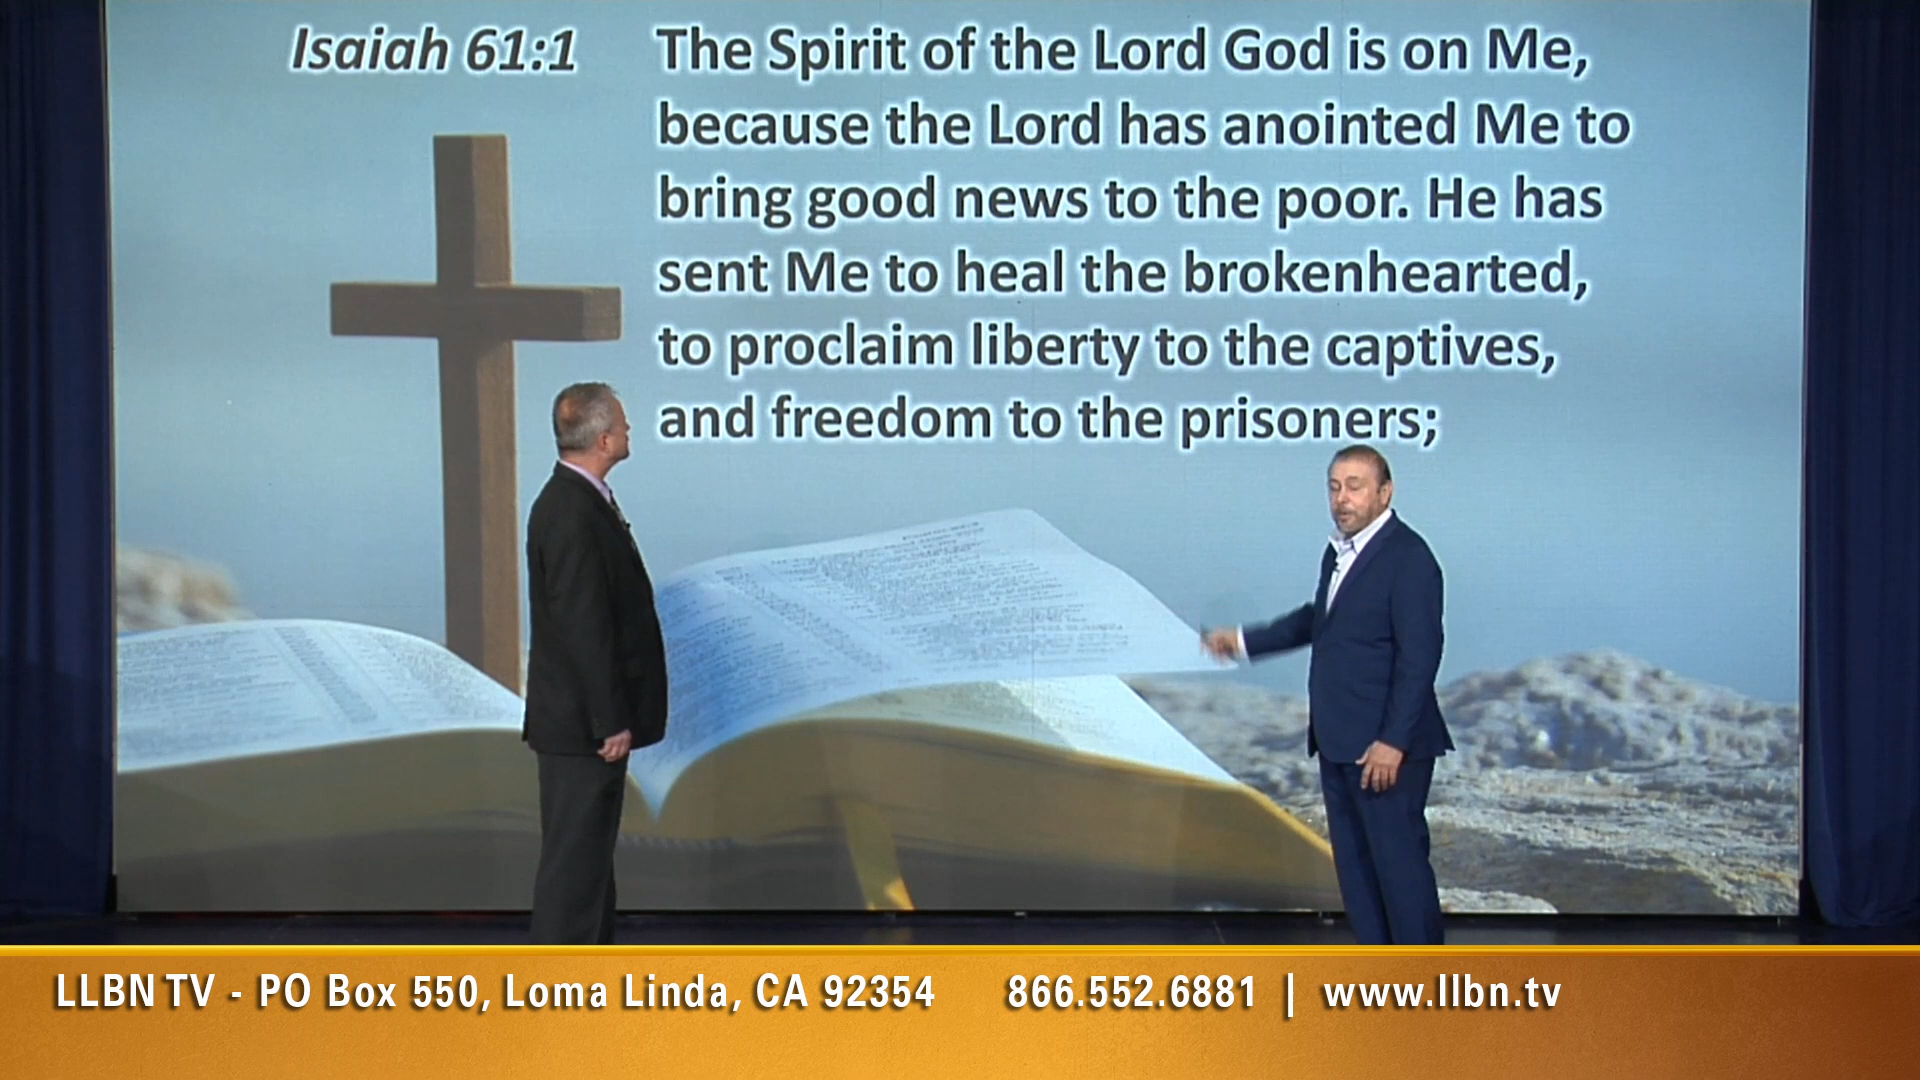 Isaiah 61:1
The Spirit of the Lord God is on Me,
because the Lord has anointed Me to
bring good news to the poor. He has
sent Me to heal the brokenhearted,
to proclaim liberty to the captives,
and freedom to the prisoners;
LLBN TV - PO Box 550, Loma Linda, CA 92354 866.552.6881 | www.llbn.tv